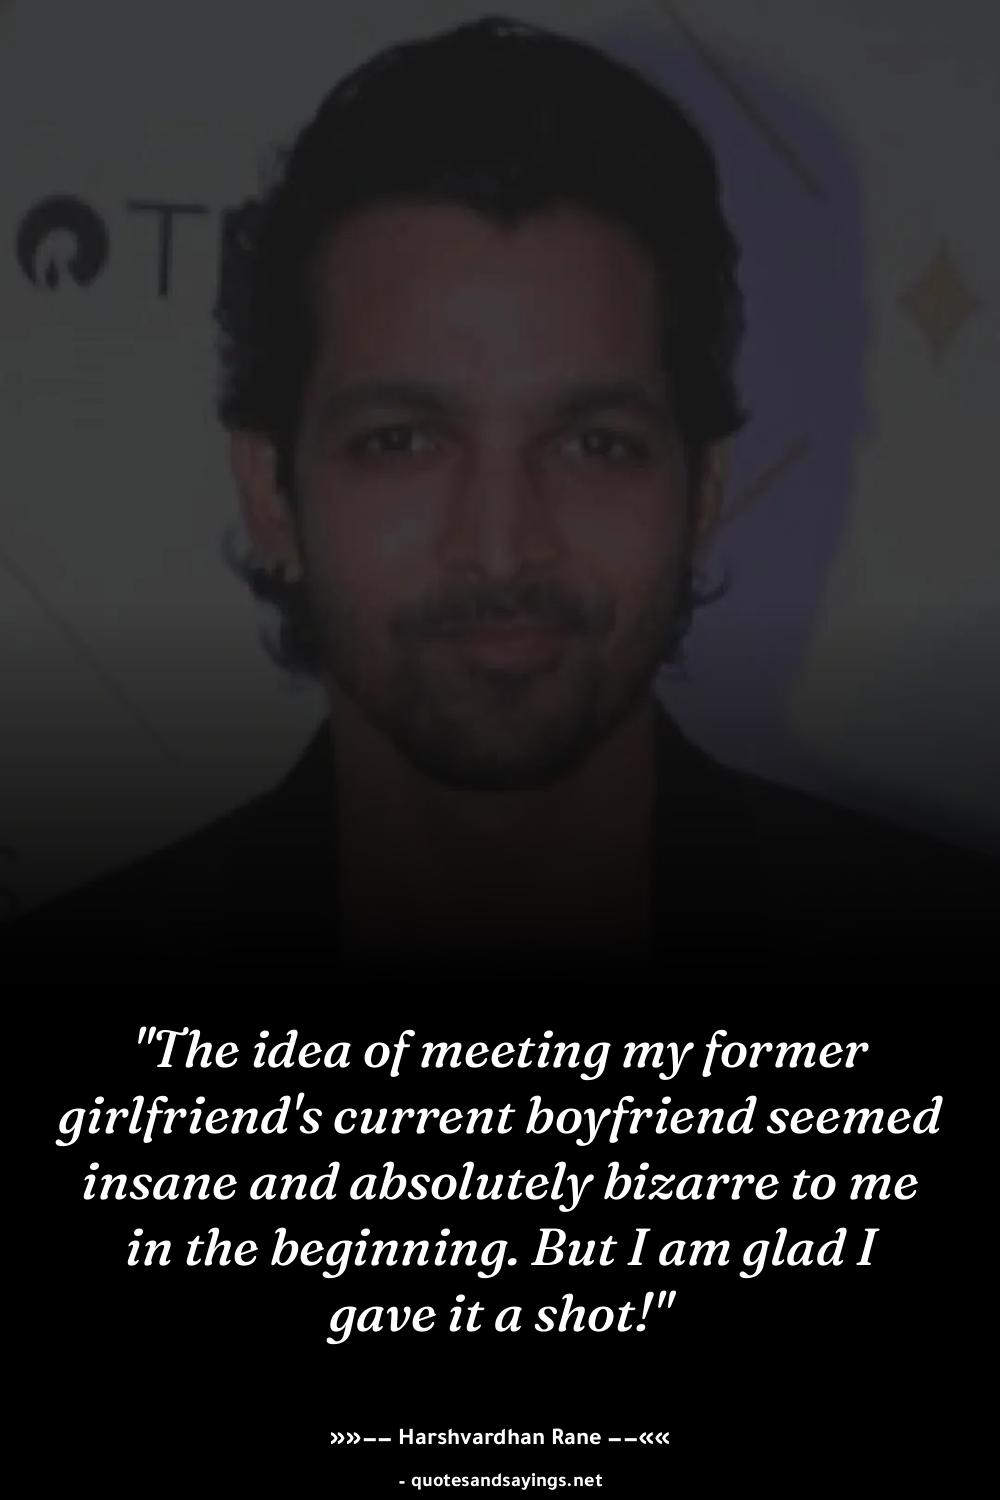 T
"The idea of meeting my former
girlfriend's current boyfriend seemed
insane and absolutely bizarre to me
in the beginning. But I am glad I
gave it a shot!"
»»−− Harshvardhan Rane −−««
- quotesandsayings.net